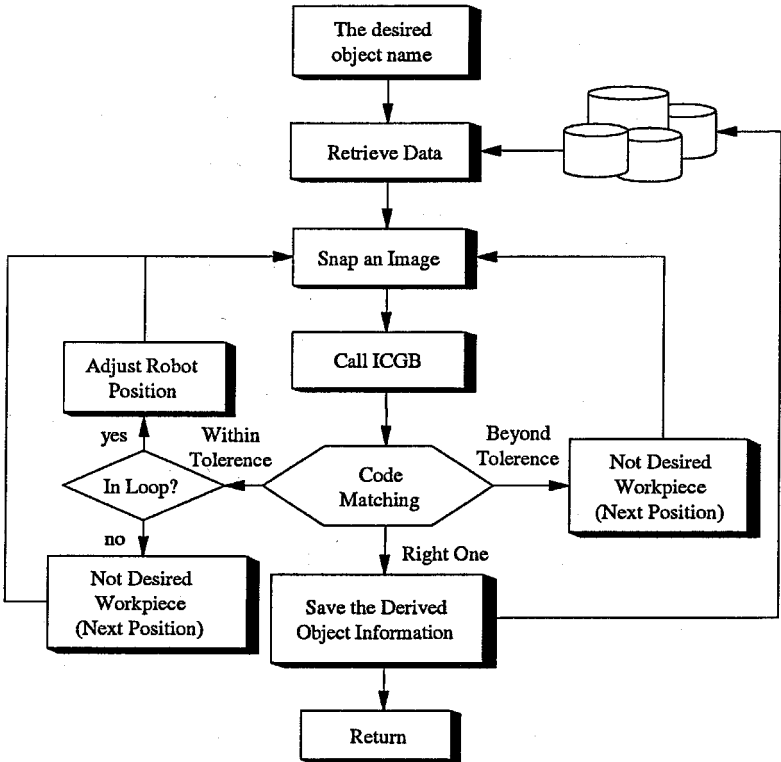 The desired
object name
Retrieve Data
Snap an Image
Call ICGB
Adjust Robot
Position
yes
Within
Tolerence
Beyond
Tolerence
In Loop?
Code
Matching
Not Desired
Workpiece
(Next Position)
no
Right One
Not Desired
Workpiece
(Next Position)
Save the Derived
Object Information
Return